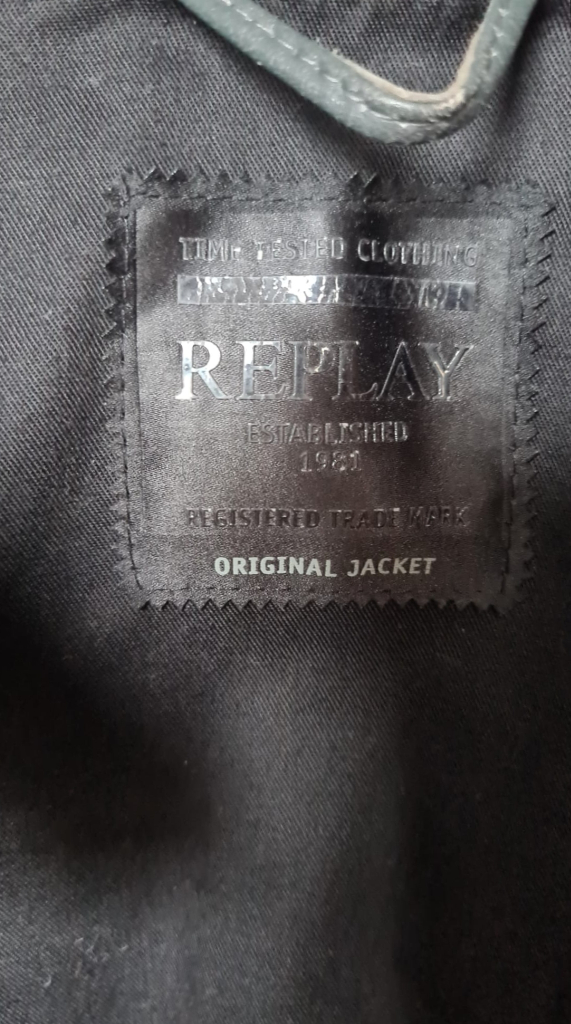 TIME TESTED CLOTHING
REPLAY
ESTABLISHED
1981
REGISTERED TRADE MARK
ORIGINAL JACKET